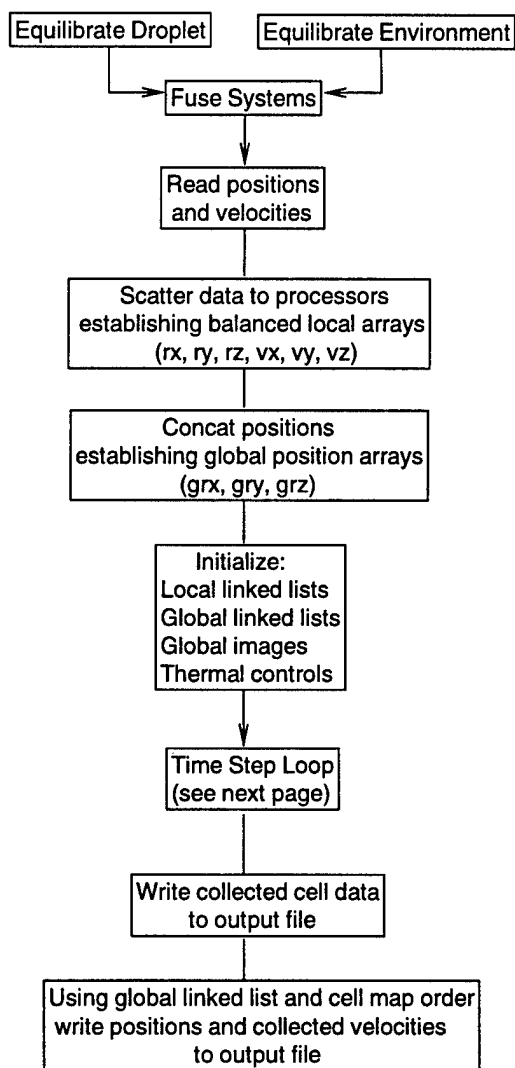 Equilibrate Droplet
Equilibrate Environment
Fuse Systems
Read positions
and velocities
Scatter data to processors
establishing balanced local arrays
(rx, ry, rz, vx, vy, vz)
Concat positions
establishing global position arrays
(grx, gry, grz)
Initialize:
Local linked lists
Global linked lists
Global images
Thermal controls
Time Step Loop
(see next page)
Write collected cell data
to output file
Using global linked list and cell map order
write positions and collected velocities
to output file